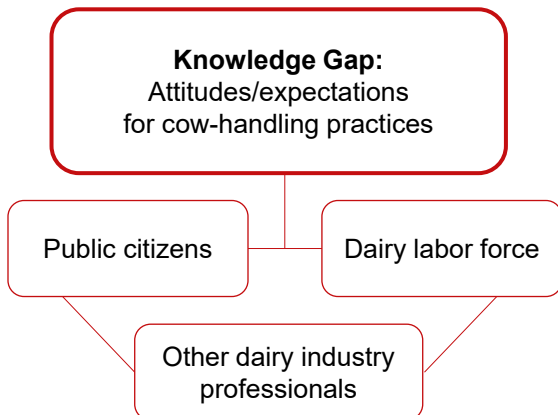 Knowledge Gap:
Attitudes/expectations
for cow-handling practices
Public citizens
Dairy labor force
Other dairy industry
professionals